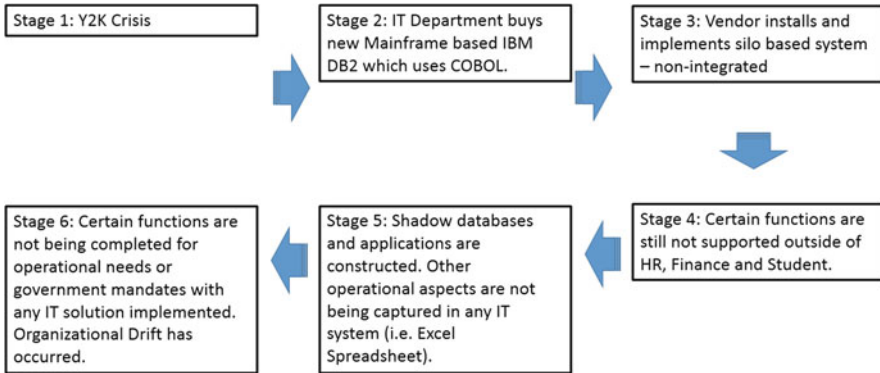 Stage 1: Y2K Crisis
Stage 2: IT Department buys
new Mainframe based IBM
DB2 which uses COBOL.
Stage 3: Vendor installs and
implements silo based system
– non-integrated
Stage 4: Certain functions are
still not supported outside of
HR, Finance and Student.
Stage 5: Shadow databases
and applications are
constructed. Other
operational aspects are not
being captured in any IT
system (i.e. Excel
Spreadsheet).
Stage 6: Certain functions are
not being completed for
operational needs or
government mandates with
any IT solution implemented.
Organizational Drift has
occurred.